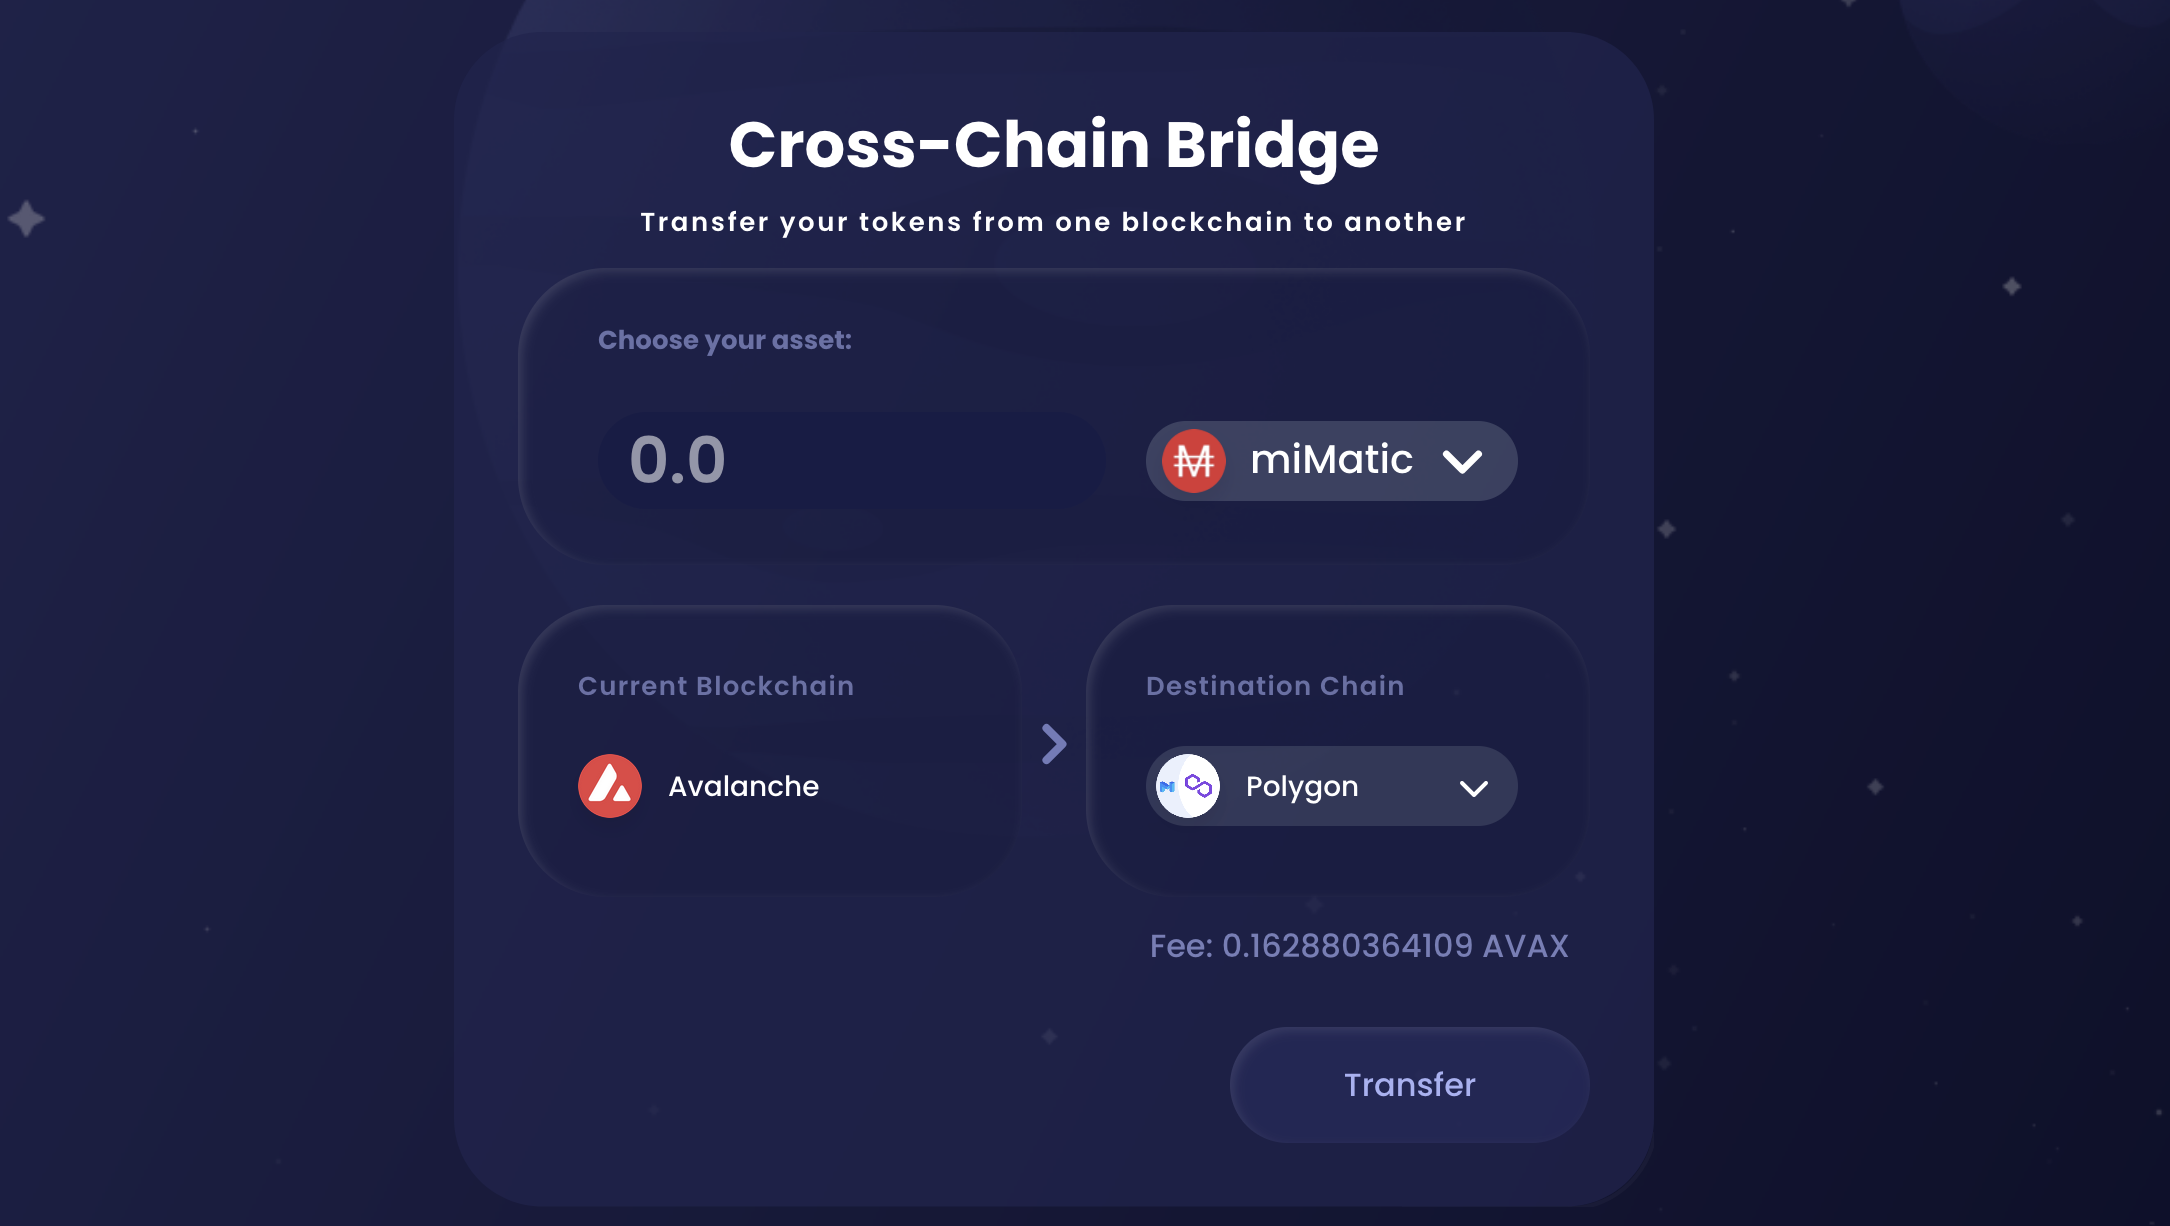 Cross-Chain Bridge
Transfer your tokens from one blockchain to another
Choose your asset:
0.0
miMatic
Current Blockchain
Avalanche
Destination Chain
Polygon
Fee: 0.162880364109 AVAX
Transfer